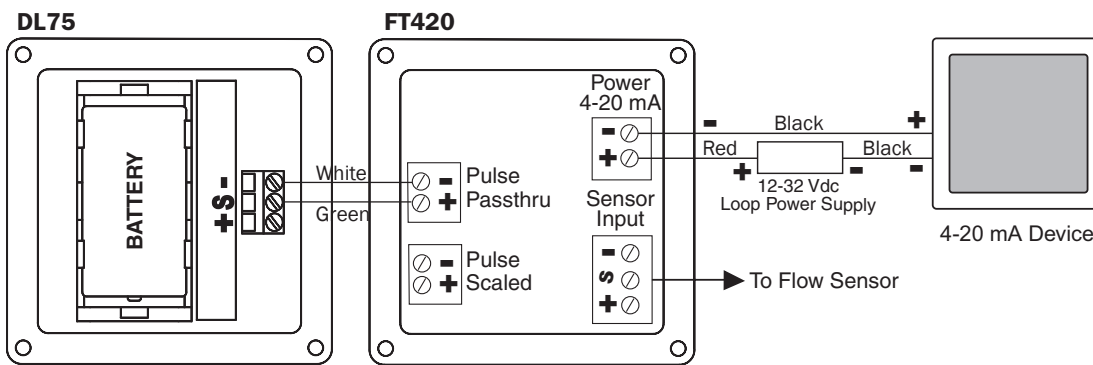 DL75
BATTERY
+S-
White
Green
FT420
- Pulse
+ Passthru
- Pulse
+ Scaled
Power
4-20 mA
-
+
Sensor
Input
-
S
+
- Black +
Red Black
+ - -
12-32 Vdc
Loop Power Supply
To Flow Sensor
4-20 mA Device